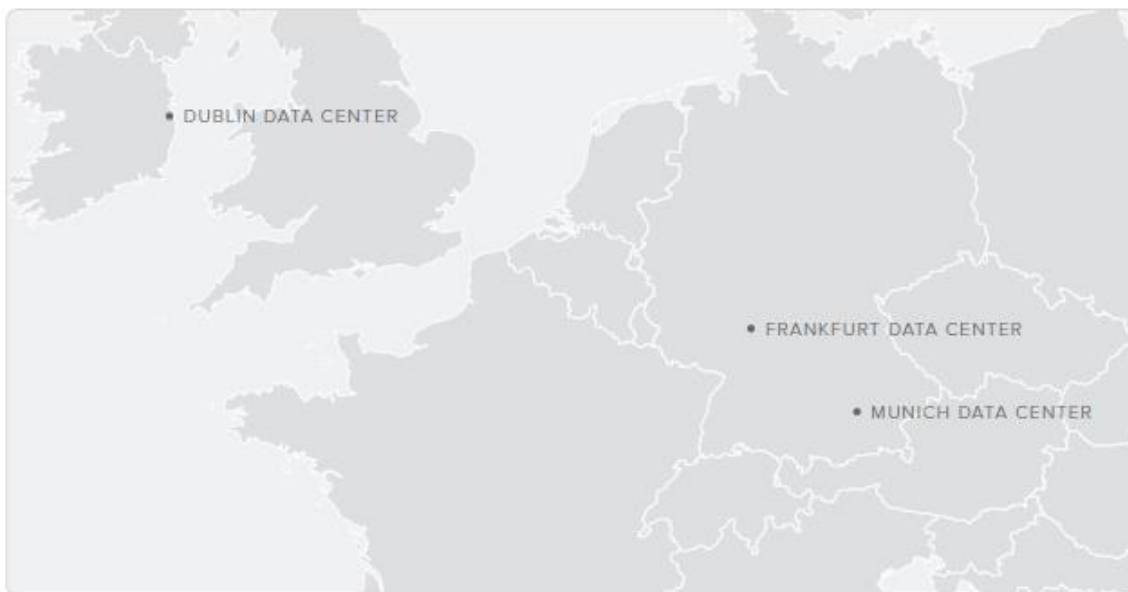 DUBLIN DATA CENTER
FRANKFURT DATA CENTER
MUNICH DATA CENTER